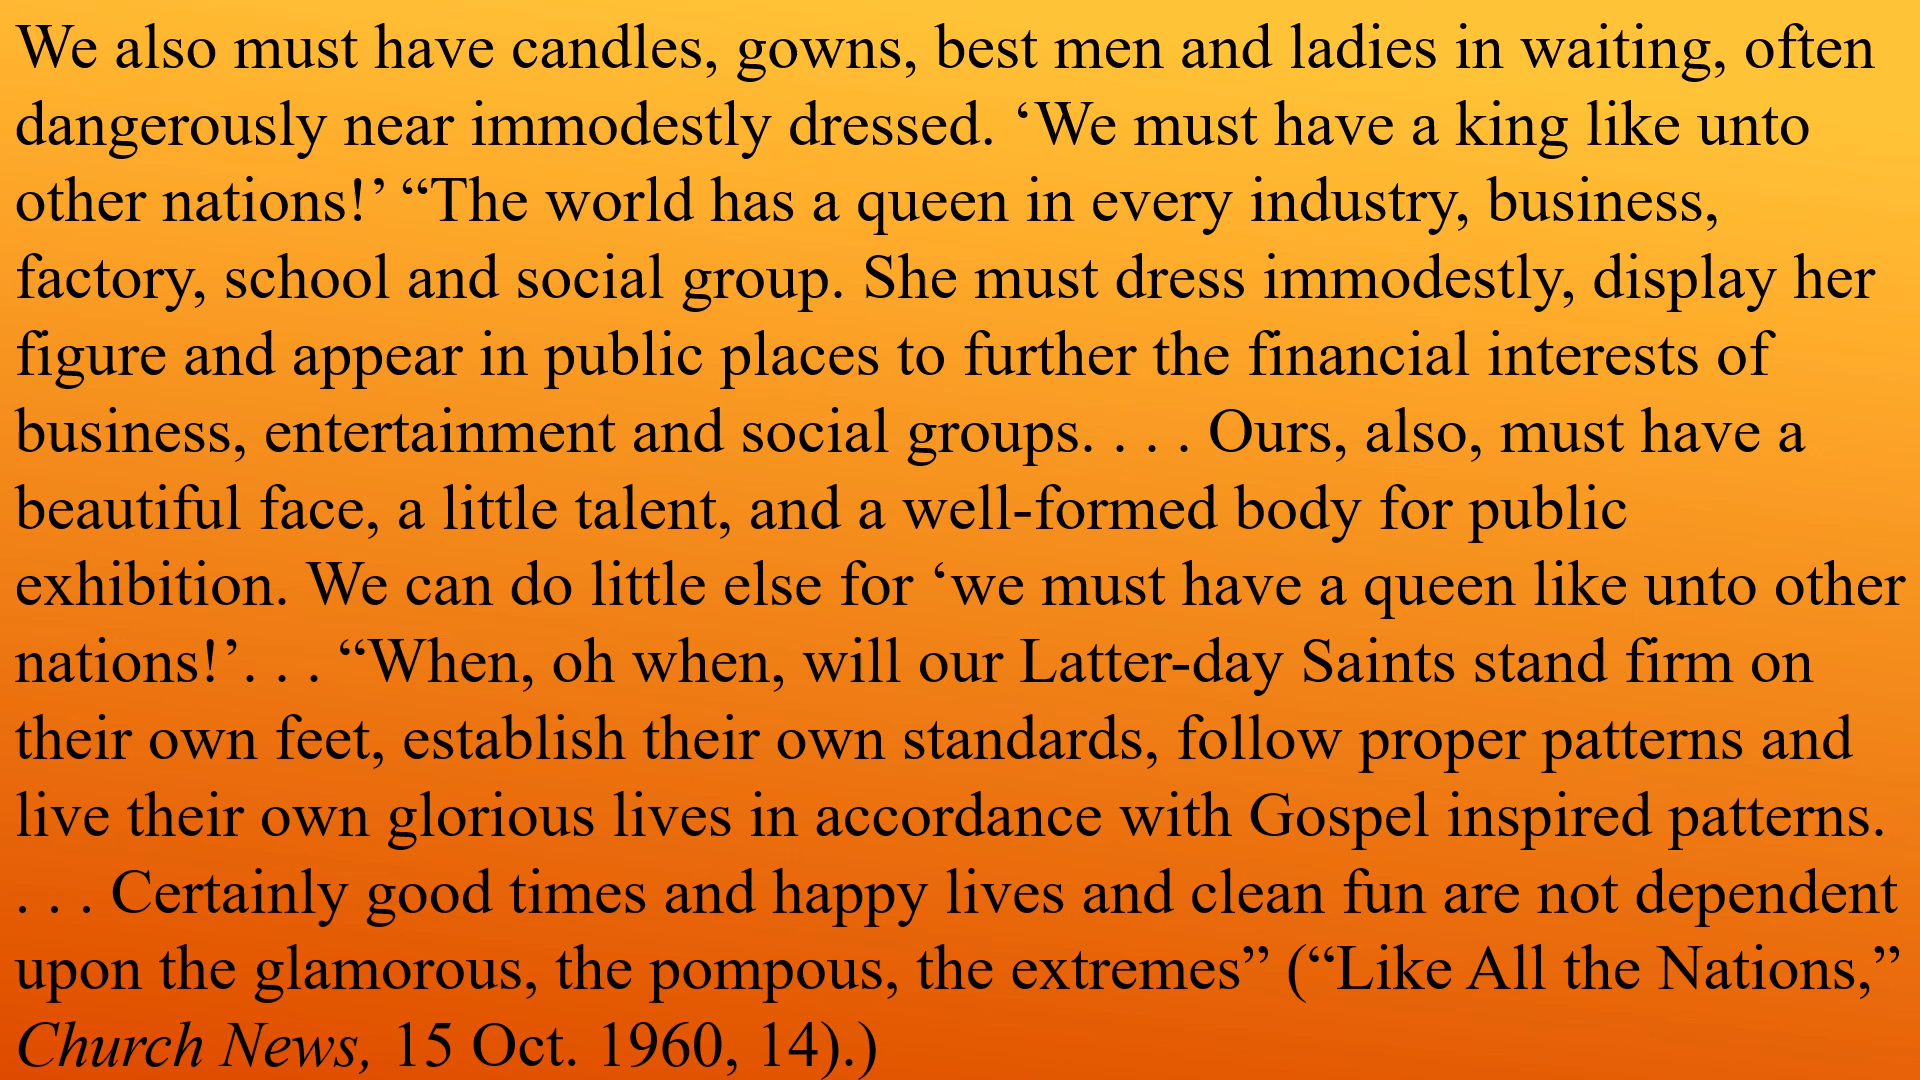 We also must have candles, gowns, best men and ladies in waiting, often
dangerously near immodestly dressed. ‘We must have a king like unto
other nations!’ “The world has a queen in every industry, business,
factory, school and social group. She must dress immodestly, display her
figure and appear in public places to further the financial interests of
business, entertainment and social groups. . . . Ours, also, must have a
beautiful face, a little talent, and a well-formed body for public
exhibition. We can do little else for ‘we must have a queen like unto other
nations!’. . . “When, oh when, will our Latter-day Saints stand firm on
their own feet, establish their own standards, follow proper patterns and
live their own glorious lives in accordance with Gospel inspired patterns.
. . . Certainly good times and happy lives and clean fun are not dependent
upon the glamorous, the pompous, the extremes” (“Like All the Nations,”
Church News, 15 Oct. 1960, 14).)